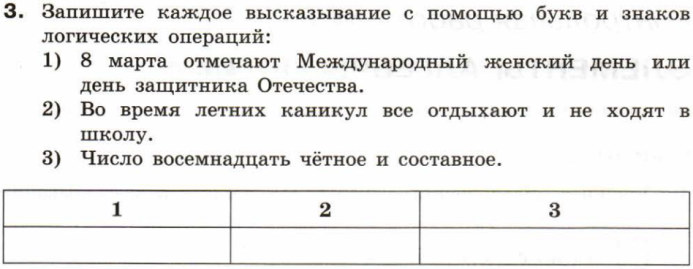 3. Запишите каждое высказывание с помощью букв и знаков
логических операций:
1) 8 марта отмечают Международный женский день или
день защитника Отечества.
2) Во время летних каникул все отдыхают и не ходят в
школу.
3) Число восемнадцать чётное и составное.
1 2 3